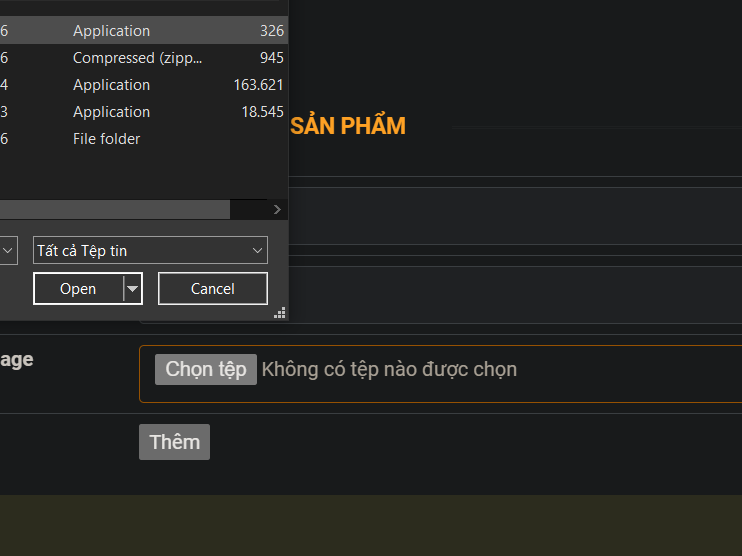 6 Application 326
6 Compressed (zipp... 945
4 Application 163.621
3 Application 18.545
6 File folder
SẢN PHẨM
Tất cả Tệp tin
Open Cancel
age
Chọn tệp Không có tệp nào được chọn
Thêm